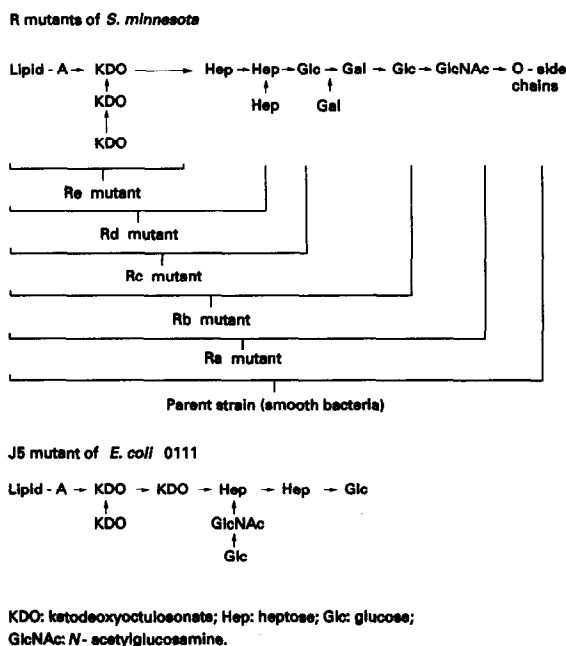 R mutants of S. minnesota
Lipid - A → KDO → Hep → Hep → Glc → Gal → Glc → GlcNAc → O - side
chains
KDO Hep Gal
KDO
Re mutant
Rd mutant
Rc mutant
Rb mutant
Ra mutant
Parent strain (smooth bacteria)
J5 mutant of E. coli 0111
Lipid - A → KDO → KDO → Hep → Hep → Glc
KDO GlcNAc
Glc
KDO: ketodeoxyoctulosonate; Hep: heptose; Glc: glucose;
GlcNAc: N- acetylglucosamine.